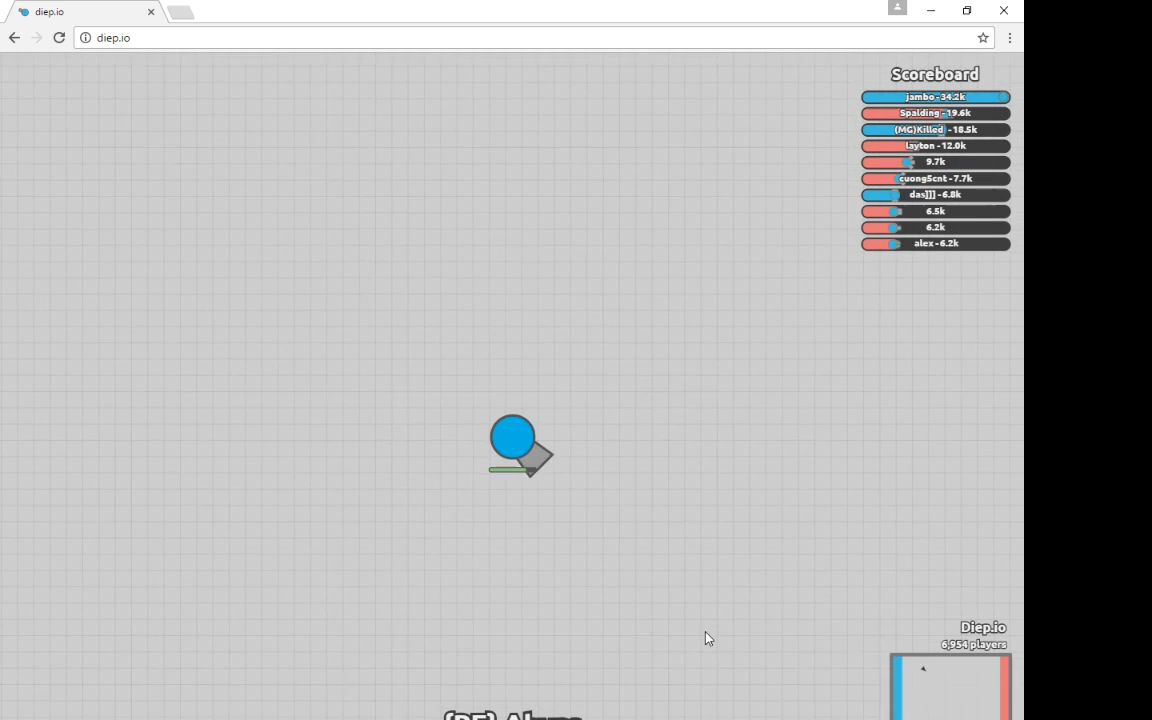 diep.io
diep.io
Scoreboard
jambo - 34.2k
Spalding - 19.6k
(MG)Killed - 18.5k
layton - 12.0k
9.7k
cuong5cnt - 7.7k
das]]] - 6.8k
6.5k
6.2k
alex - 6.2k
Diep.io
6,954 players